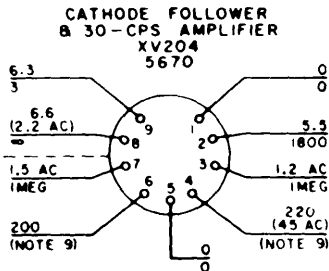 CATHODE FOLLOWER
& 30-CPS AMPLIFIER
XV204
5670
6.3
3
0
0
9
1
6.6
(2.2 AC)
∞
8
2
5.5
1800
1.5 AC
1MEG
7
3
1.2 AC
1MEG
6
5
4
200
(NOTE 9)
220
(45 AC)
(NOTE 9)
0
0